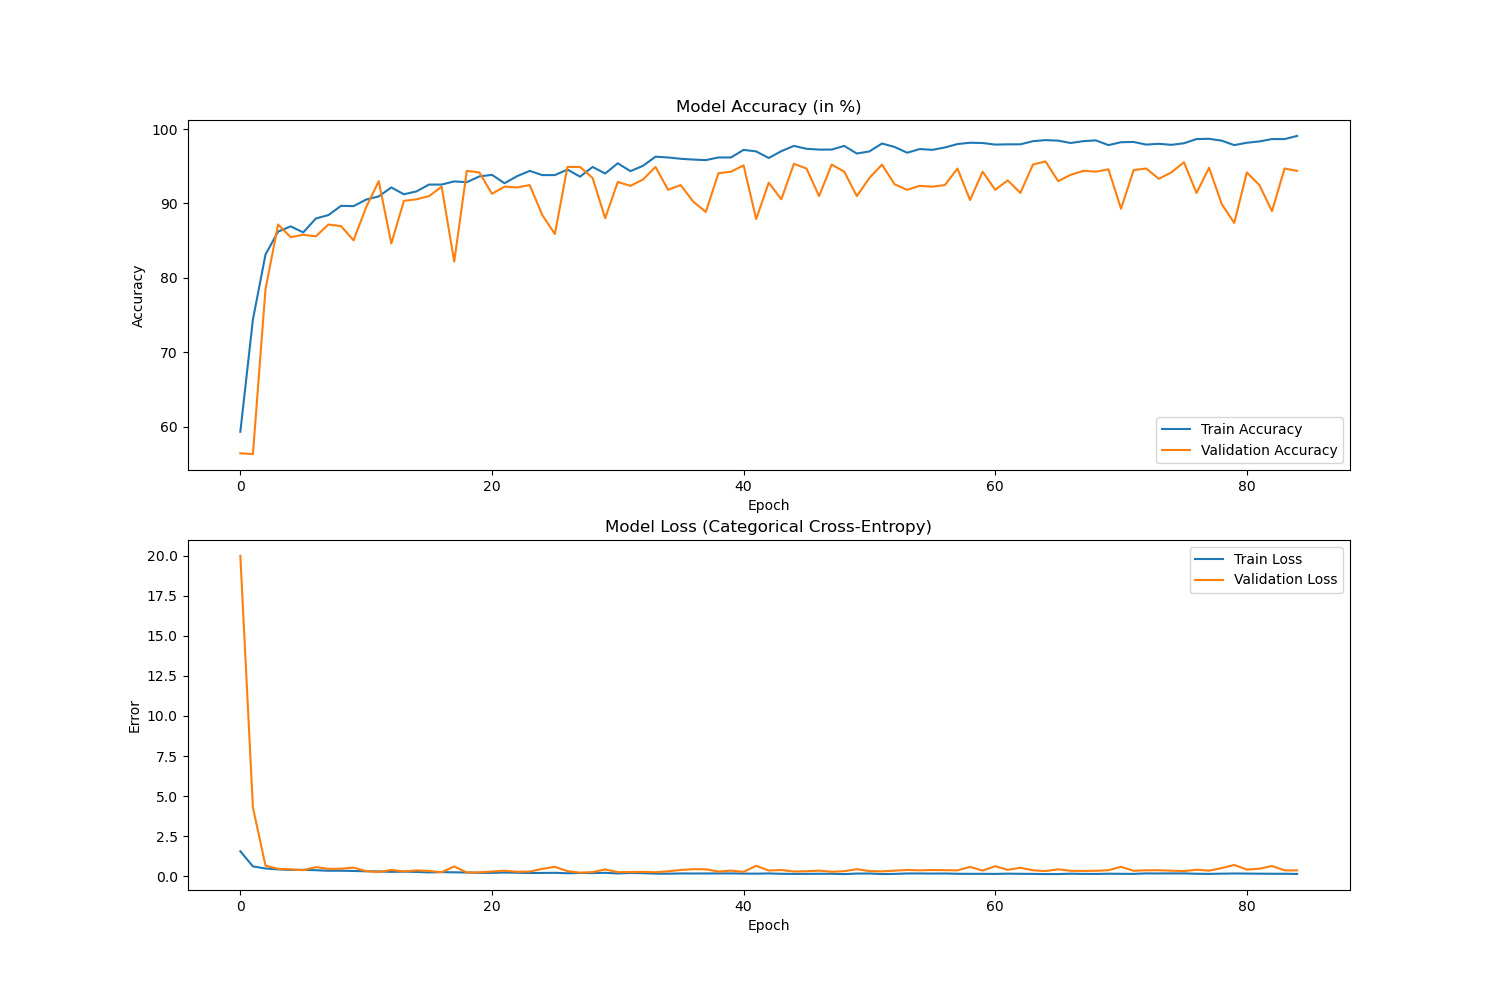 Model Accuracy (in %)
100
90
80
70
60
Accuracy
Train Accuracy
Validation Accuracy
0 20 40 60 80
Epoch
Model Loss (Categorical Cross-Entropy)
20.0
17.5
15.0
12.5
10.0
7.5
5.0
2.5
0.0
Error
Train Loss
Validation Loss
0 20 40 60 80
Epoch